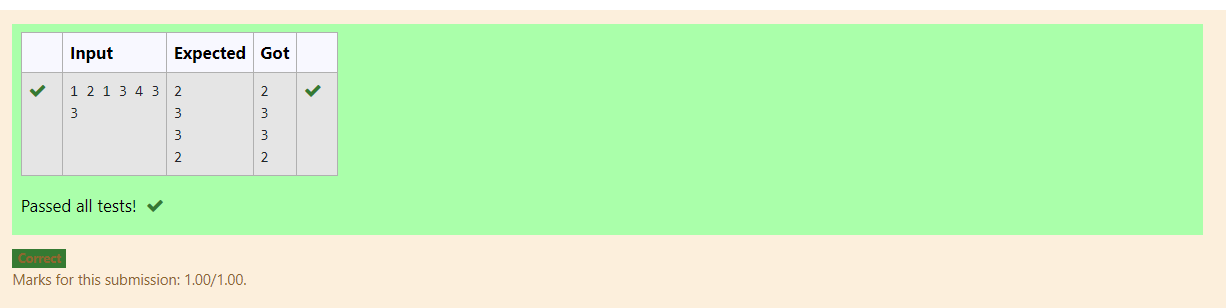 Input Expected Got
1 2 1 3 4 3 2 2
3 3 3
3 3
2 2
Passed all tests!
Correct
Marks for this submission: 1.00/1.00.